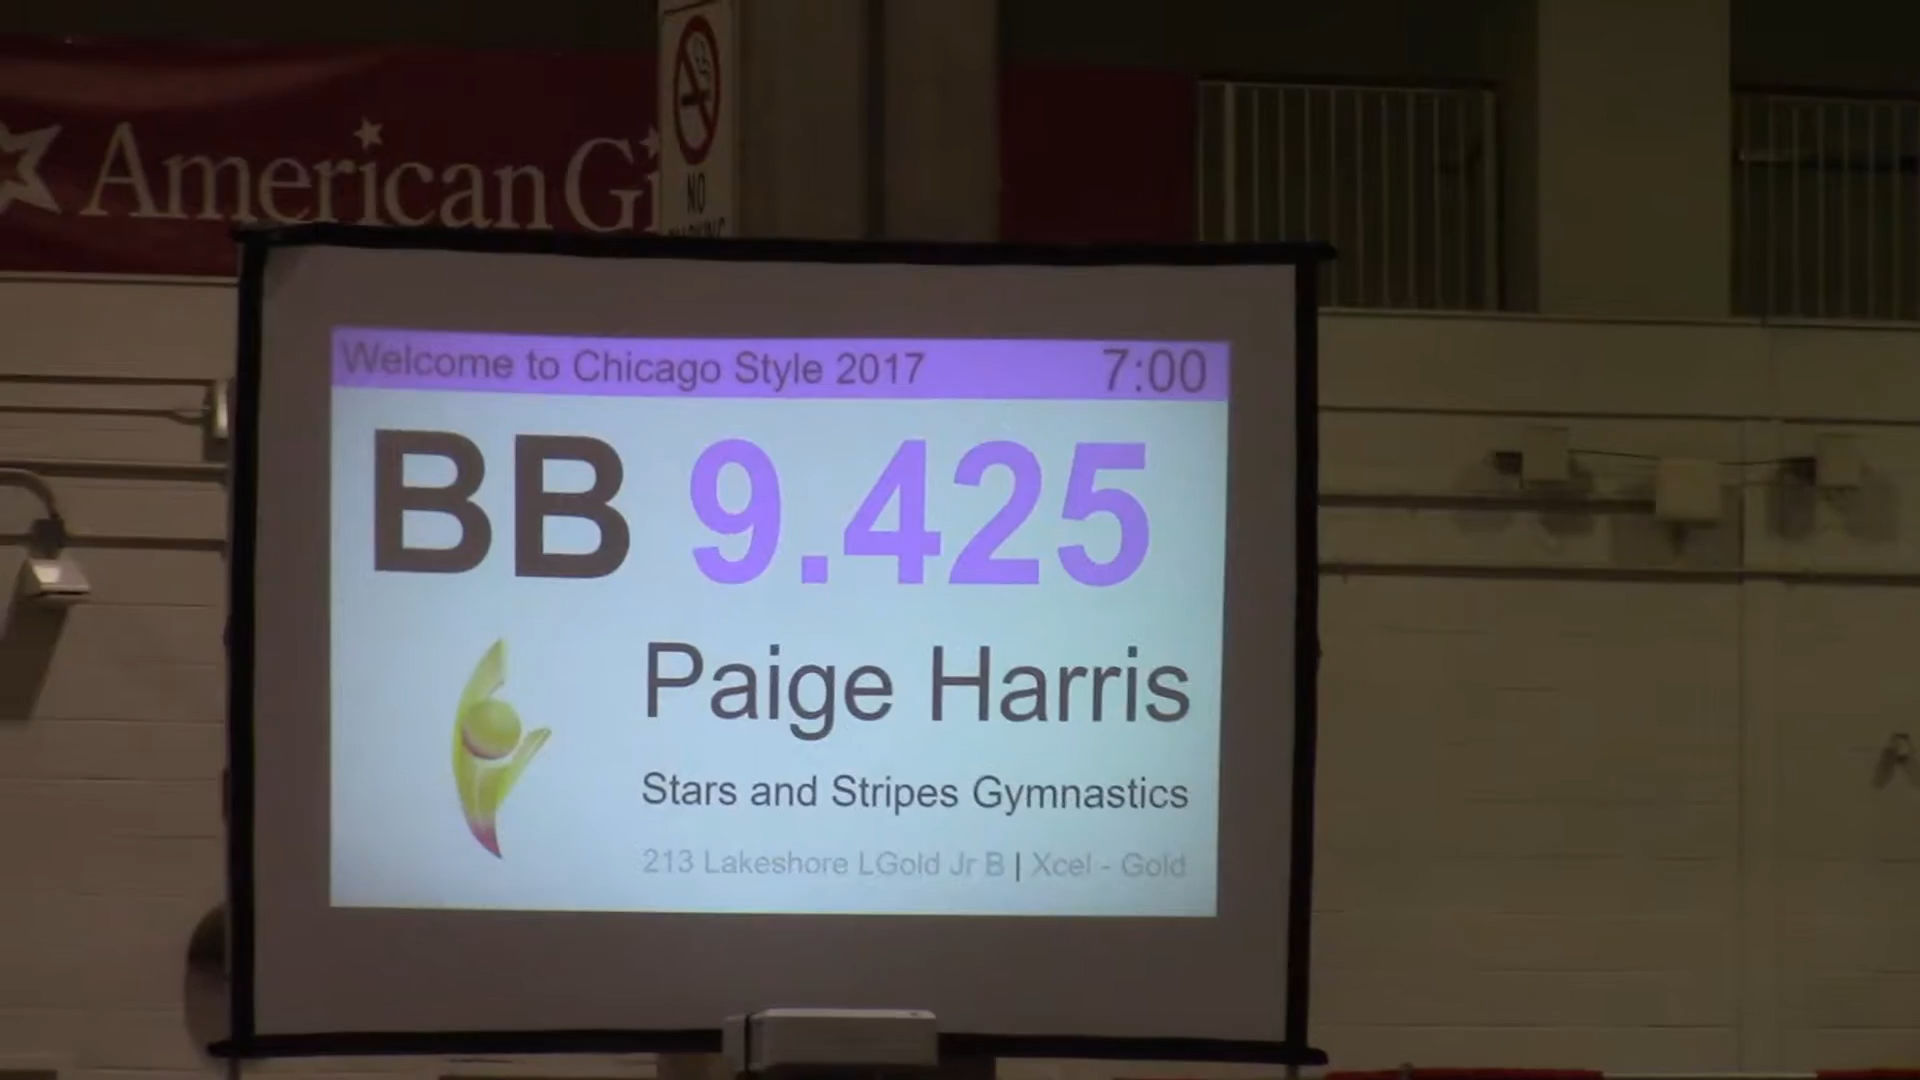 American Gi
NO
Welcome to Chicago Style 2017 7:00
BB 9.425
Paige Harris
Stars and Stripes Gymnastics
213 Lakeshore LGold Jr B | Xcel - Gold